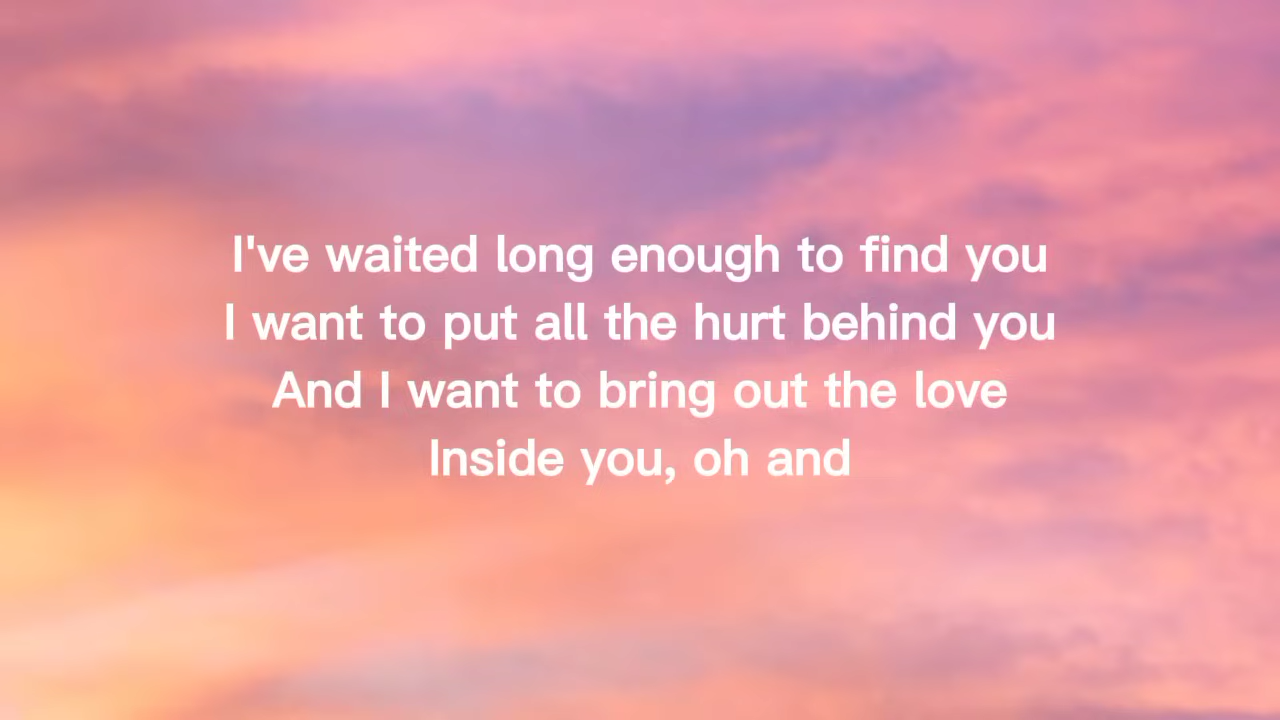 I've waited long enough to find you
I want to put all the hurt behind you
And I want to bring out the love
Inside you, oh and